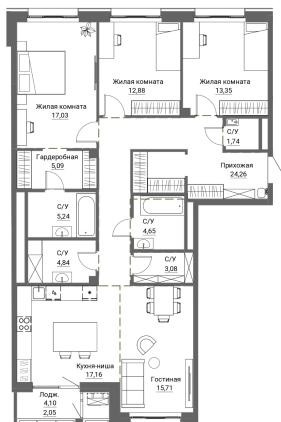 Жилая комната
12,88
Жилая комната
13,35
Жилая комната
17,03
С/У
1,74
Гардеробная
5,09
Прихожая
24,26
С/У
5,24
С/У
4,65
С/У
4,84
С/У
3,08
Кухня-ниша
17,16
Гостиная
15,71
Лодж.
4,10
2,05